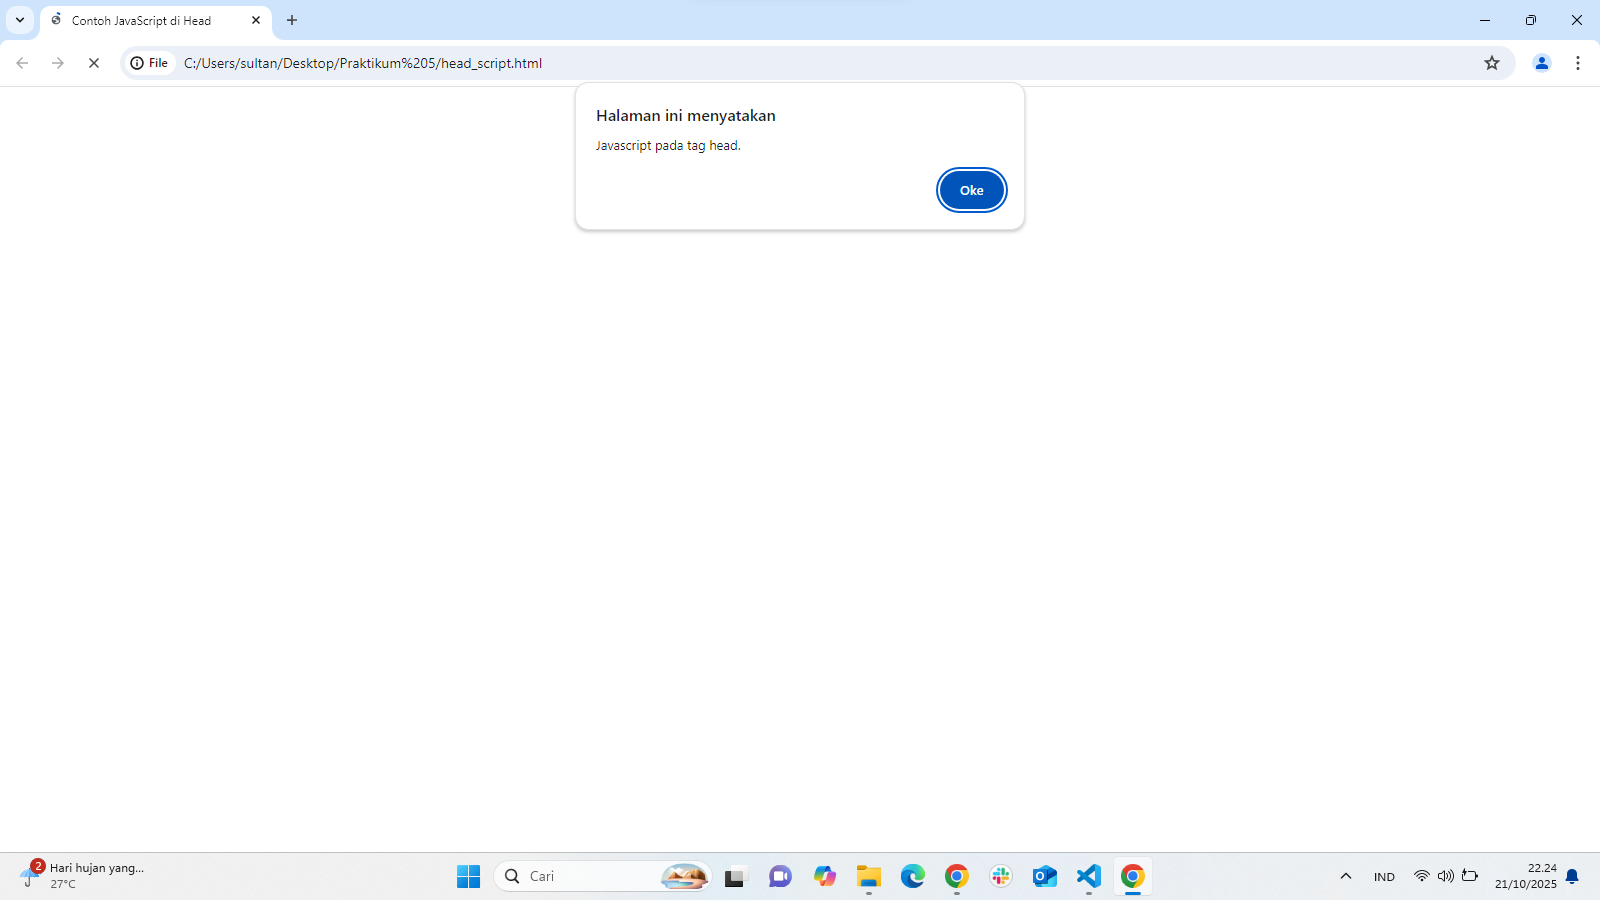 Contoh JavaScript di Head
File
C:/Users/sultan/Desktop/Praktikum%205/head_script.html
Halaman ini menyatakan
Javascript pada tag head.
Oke
2
Hari hujan yang...
27°C
Cari
IND
22.24
21/10/2025